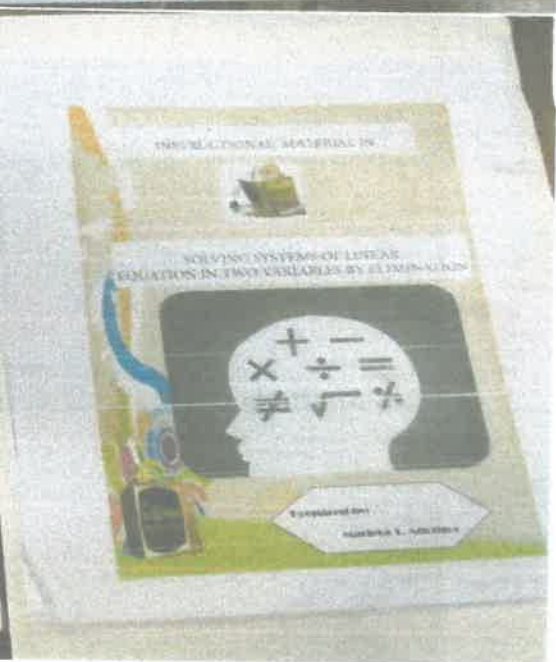 INSTRUCTIONAL MATERIAL IN
SOLVING SYSTEMS OF LINEAR
EQUATION IN TWO VARIABLES BY ELIMINATION
+ −
× ÷ =
≠ √ %